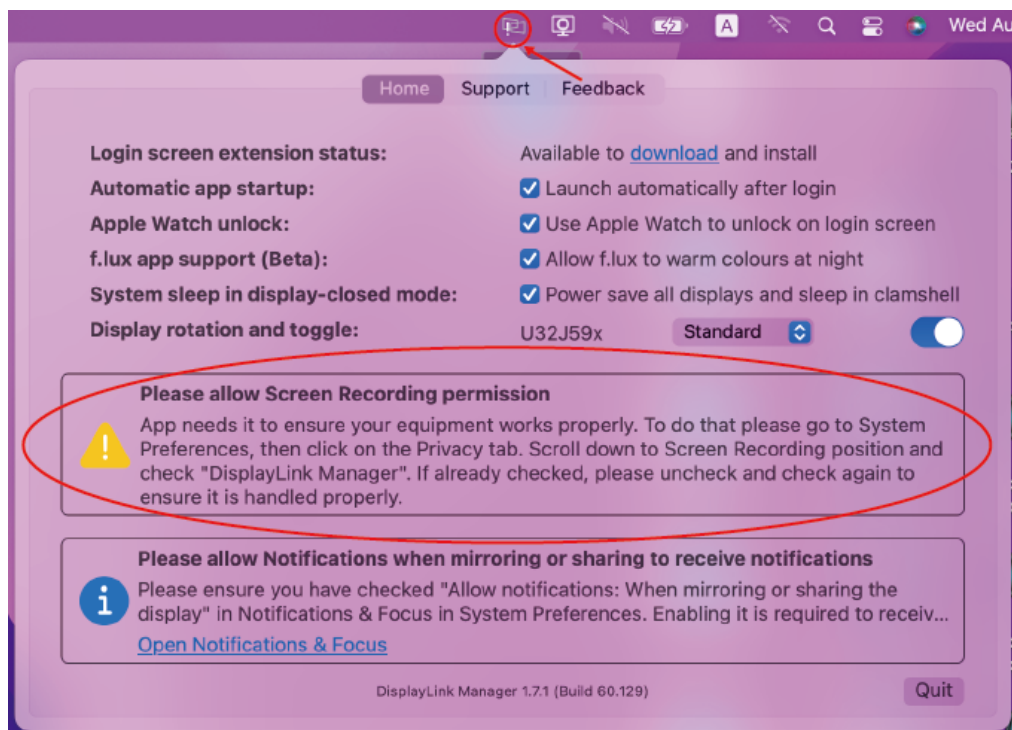 A Wed Au
Home Support Feedback
Login screen extension status: Available to download and install
Automatic app startup: Launch automatically after login
Apple Watch unlock: Use Apple Watch to unlock on login screen
f.lux app support (Beta): Allow f.lux to warm colours at night
System sleep in display-closed mode: Power save all displays and sleep in clamshell
Display rotation and toggle: U32J59x Standard
Please allow Screen Recording permission
App needs it to ensure your equipment works properly. To do that please go to System
Preferences, then click on the Privacy tab. Scroll down to Screen Recording position and
check "DisplayLink Manager". If already checked, please uncheck and check again to
ensure it is handled properly.
Please allow Notifications when mirroring or sharing to receive notifications
Please ensure you have checked "Allow notifications: When mirroring or sharing the
display" in Notifications & Focus in System Preferences. Enabling it is required to receiv...
Open Notifications & Focus
DisplayLink Manager 1.7.1 (Build 60.129)
Quit